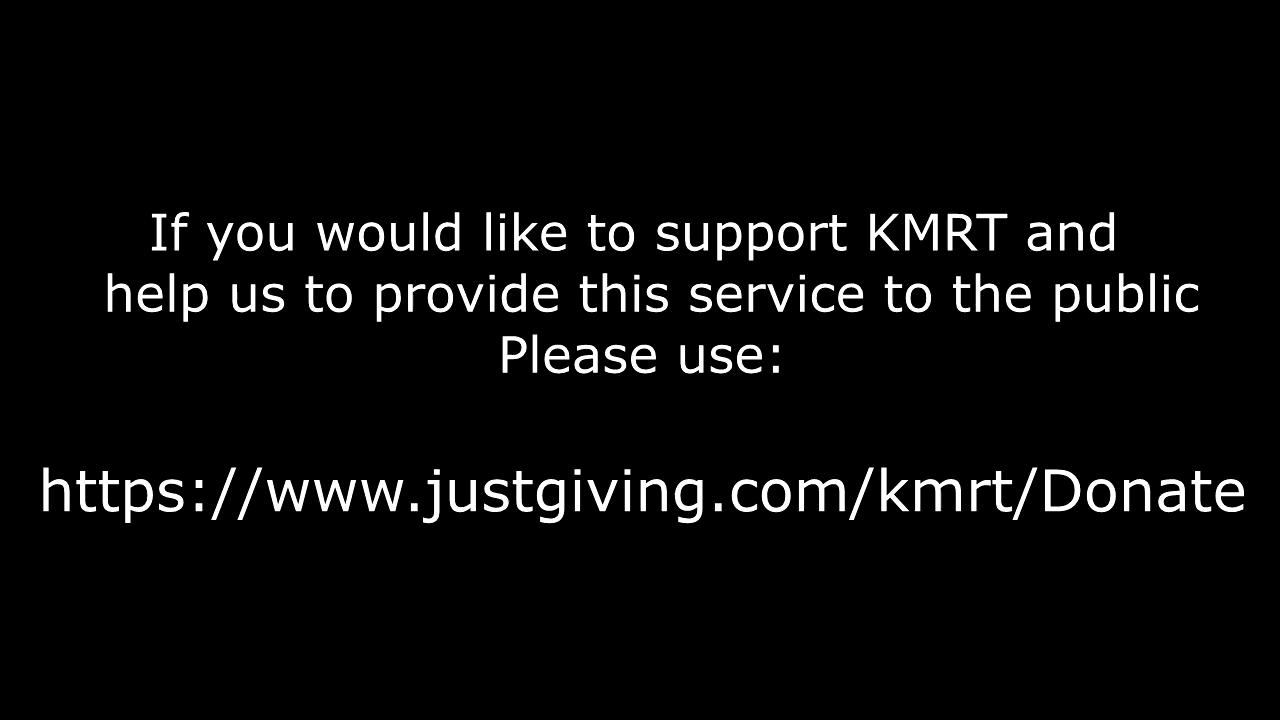 If you would like to support KMRT and
help us to provide this service to the public
Please use:
https://www.justgiving.com/kmrt/Donate